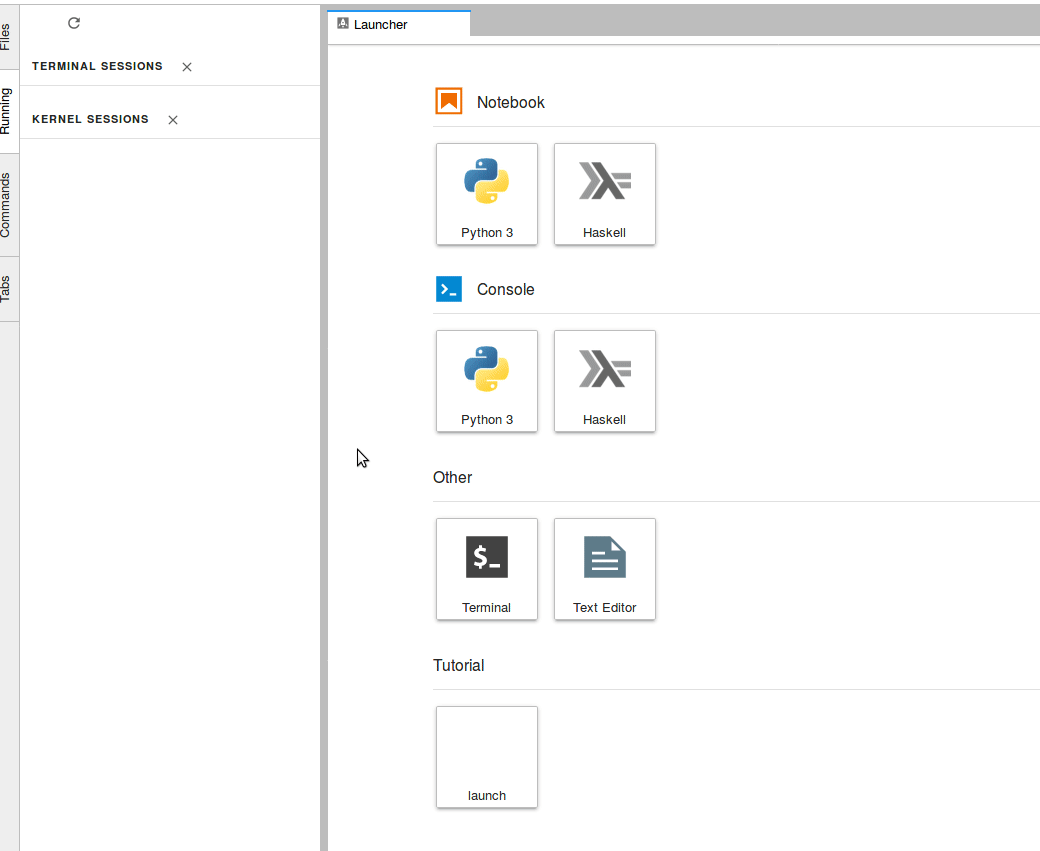 Files
Running
Commands
Tabs
TERMINAL SESSIONS
KERNEL SESSIONS
Launcher
Notebook
Python 3
Haskell
Console
>_
Python 3
Haskell
Other
$_
Terminal
Text Editor
Tutorial
launch